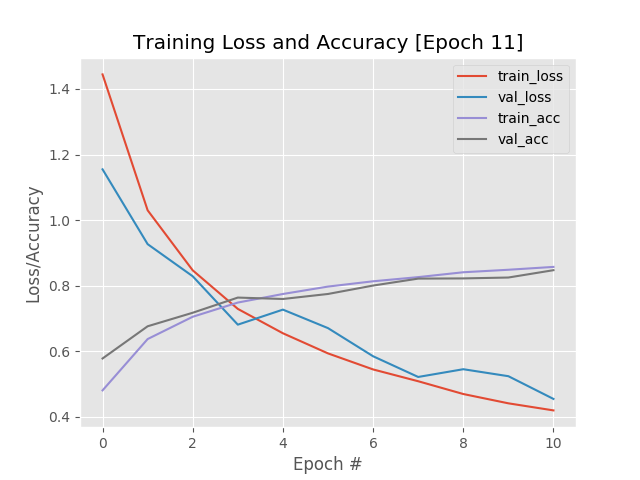 Training Loss and Accuracy [Epoch 11]
train_loss
val_loss
train_acc
val_acc
Loss/Accuracy
1.4
1.2
1.0
0.8
0.6
0.4
0 2 4 6 8 10
Epoch #